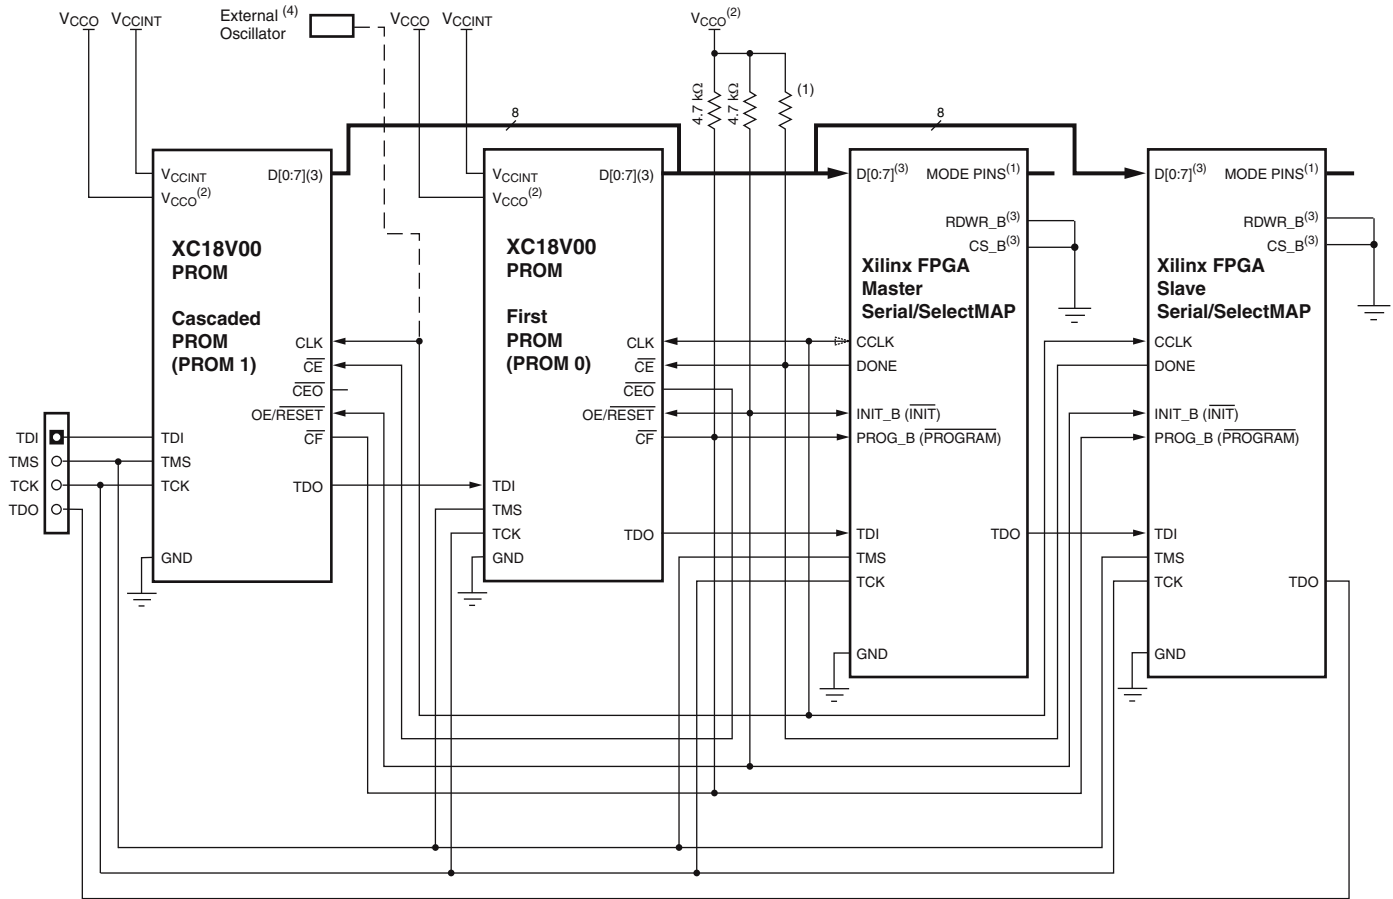 VCCO VCCINT
External (4)
Oscillator
VCCO VCCINT
VCCO(2)
4.7 kΩ
4.7 kΩ
(1)
8
8
VCCINT
VCCO(2)
D[0:7](3)
XC18V00
PROM
Cascaded
PROM
(PROM 1)
CLK
CE
CEO
OE/RESET
CF
TDI
TMS
TCK
TDO
GND
TDI
TMS
TCK
TDO
VCCINT
VCCO(2)
D[0:7](3)
XC18V00
PROM
First
PROM
(PROM 0)
CLK
CE
CEO
OE/RESET
CF
TDI
TMS
TCK
TDO
GND
D[0:7](3)
MODE PINS(1)
RDWR_B(3)
CS_B(3)
Xilinx FPGA
Master
Serial/SelectMAP
CCLK
DONE
INIT_B (INIT)
PROG_B (PROGRAM)
TDI
TMS
TCK
TDO
GND
D[0:7](3)
MODE PINS(1)
RDWR_B(3)
CS_B(3)
Xilinx FPGA
Slave
Serial/SelectMAP
CCLK
DONE
INIT_B (INIT)
PROG_B (PROGRAM)
TDI
TMS
TCK
TDO
GND